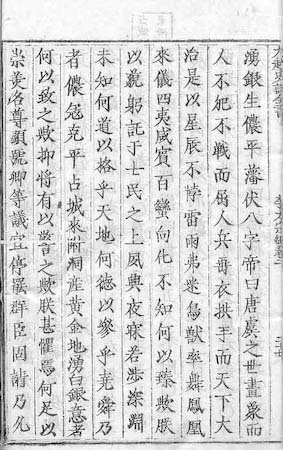 湧銀生儂平藩伏八字帝曰唐虞之世畫象而
人不犯不戰而屈人兵垂衣拱手而天下大
治是以星辰不悖雷雨弗迷鳥獸率舞鳳凰
來儀四夷咸賓百蠻向化不知何以臻歟朕
以藐躬託于士民之上夙興夜寐若涉深淵
未知何道以格乎天地何德以參乎堯舜乃
者儂寇克平占城來附洞産黃金地湧白銀意者
何以致之歟抑將有以警之歟朕甚懼焉何足以
崇美名尊顯號卿等議宜停罷群臣固請乃允